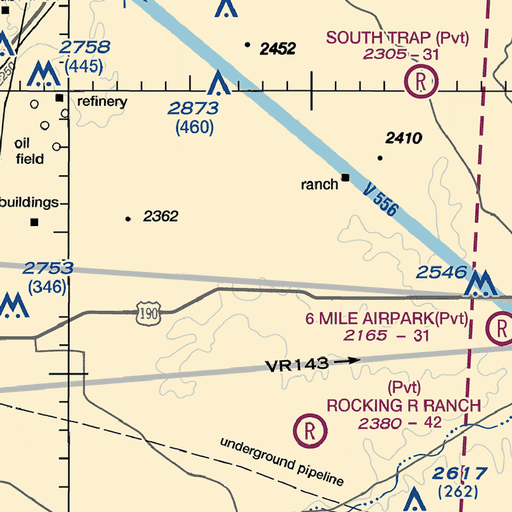 2452
SOUTH TRAP (Pvt)
2305 - 31
R
2758
(445)
refinery
2873
(460)
oil
field
2410
ranch
V 556
buildings
2362
2753
(346)
2546
190
6 MILE AIRPARK(Pvt)
2165 - 31
R
VR143
(Pvt)
ROCKING R RANCH
2380 - 42
R
underground pipeline
2617
(262)